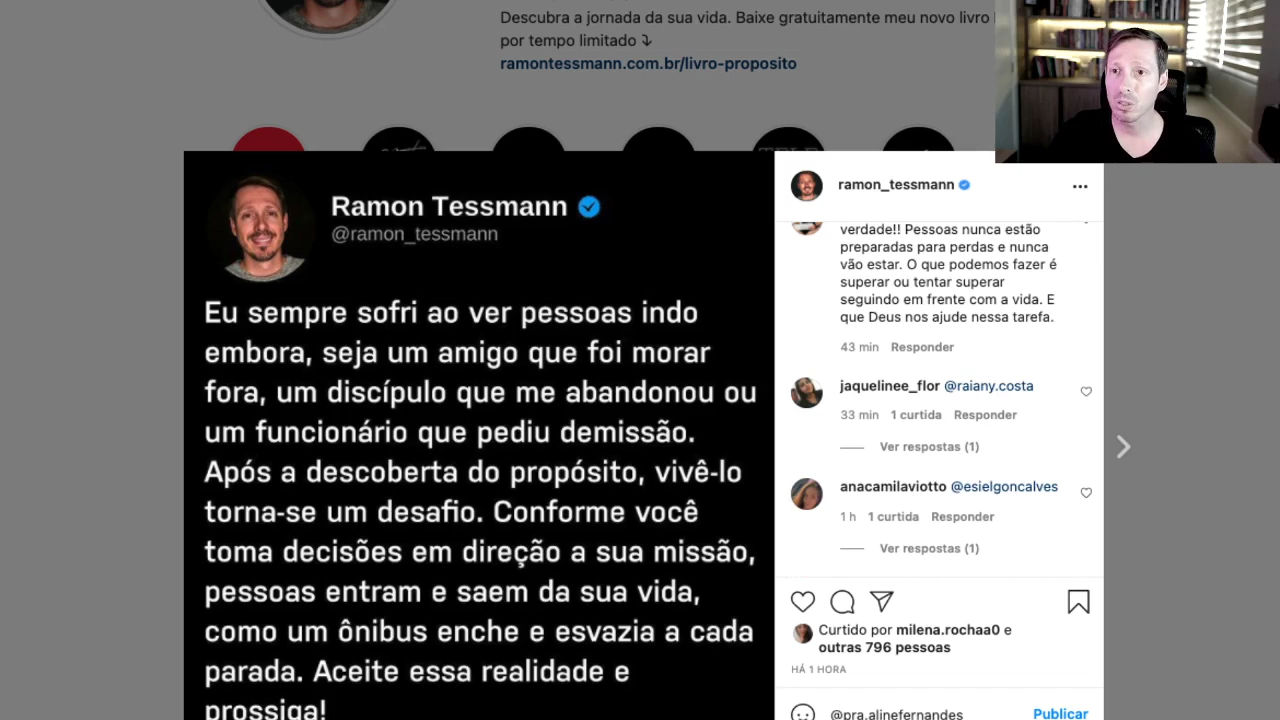 Descubra a jornada da sua vida. Baixe gratuitamente meu novo livro
por tempo limitado ⤵
ramontessmann.com.br/livro-proposito
Ramon Tessmann
@ramon_tessmann
Eu sempre sofri ao ver pessoas indo
embora, seja um amigo que foi morar
fora, um discípulo que me abandonou ou
um funcionário que pediu demissão.
Após a descoberta do propósito, vivê-lo
torna-se um desafio. Conforme você
toma decisões em direção a sua missão,
pessoas entram e saem da sua vida,
como um ônibus enche e esvazia a cada
parada. Aceite essa realidade e
prossiga!
ramon_tessmann
verdade!! Pessoas nunca estão
preparadas para perdas e nunca
vão estar. O que podemos fazer é
superar ou tentar superar
seguindo em frente com a vida. E
que Deus nos ajude nessa tarefa.
43 min Responder
jaquelinee_flor @raiany.costa
33 min 1 curtida Responder
Ver respostas (1)
anacamilaviotto @esielgoncalves
1 h 1 curtida Responder
Ver respostas (1)
Curtido por milena.rochaa0 e
outras 796 pessoas
HÁ 1 HORA
@pra.alinefernandes
Publicar